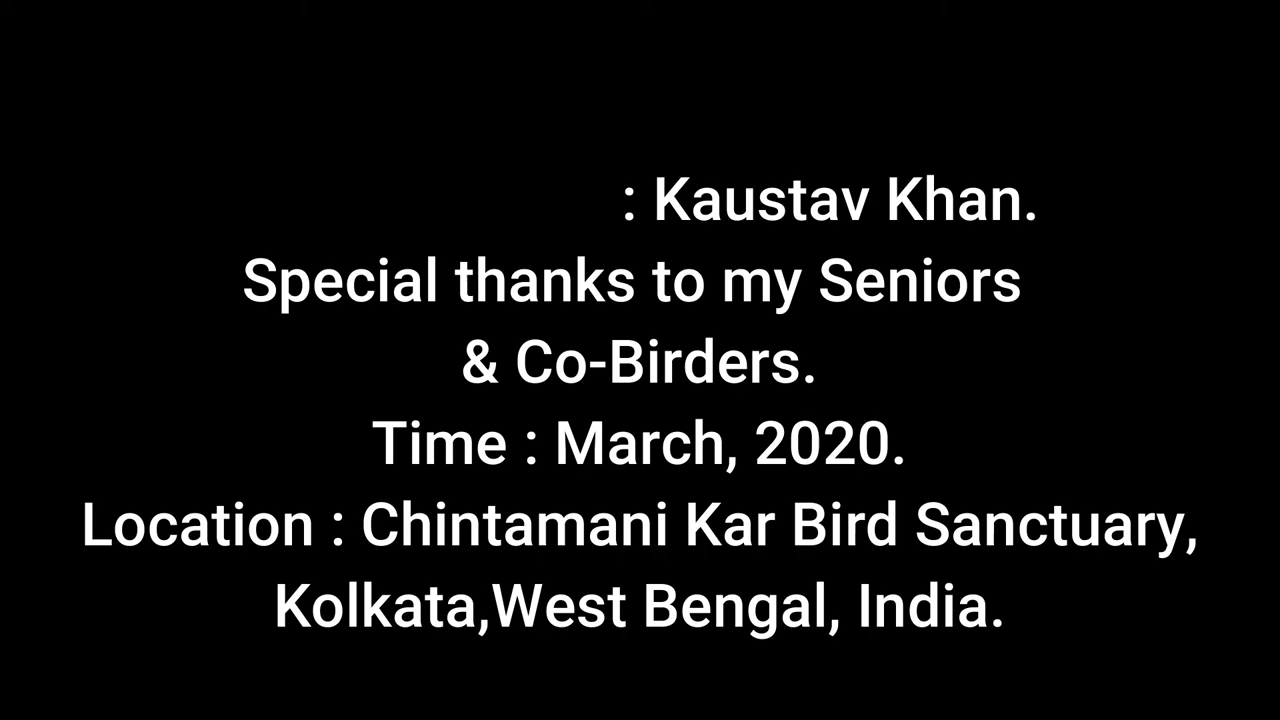 : Kaustav Khan.
Special thanks to my Seniors
& Co-Birders.
Time : March, 2020.
Location : Chintamani Kar Bird Sanctuary,
Kolkata,West Bengal, India.